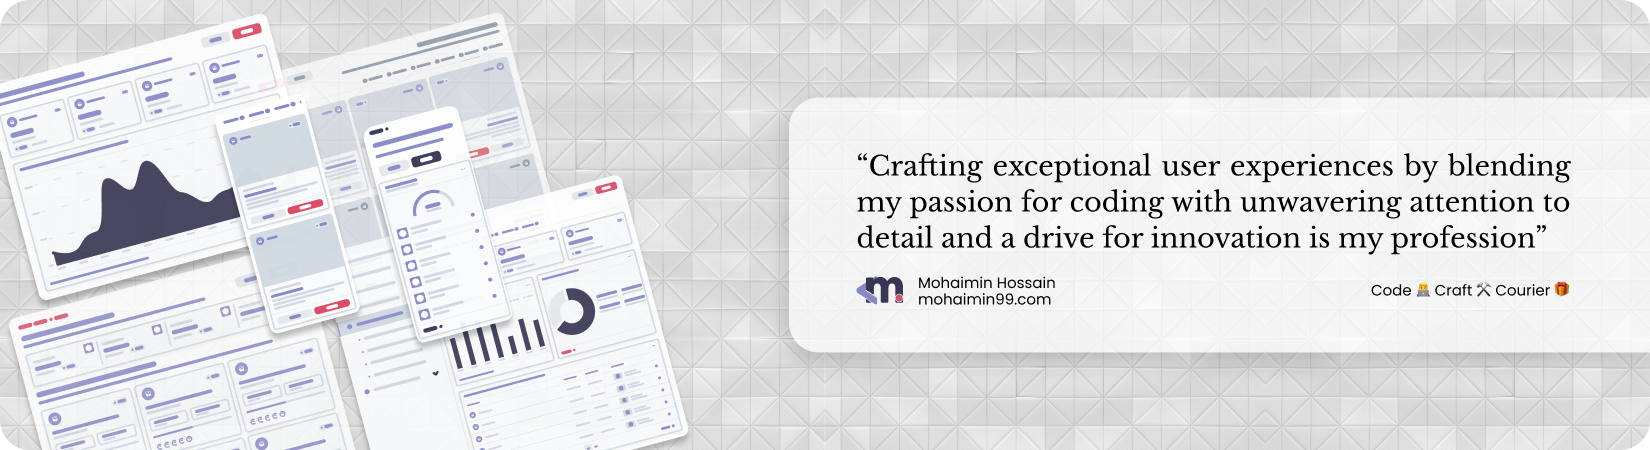 “Crafting exceptional user experiences by blending
my passion for coding with unwavering attention to
detail and a drive for innovation is my profession”
m
Mohaimin Hossain
mohaimin99.com
Code 🧑‍💻 Craft ⚒️ Courier 🎁